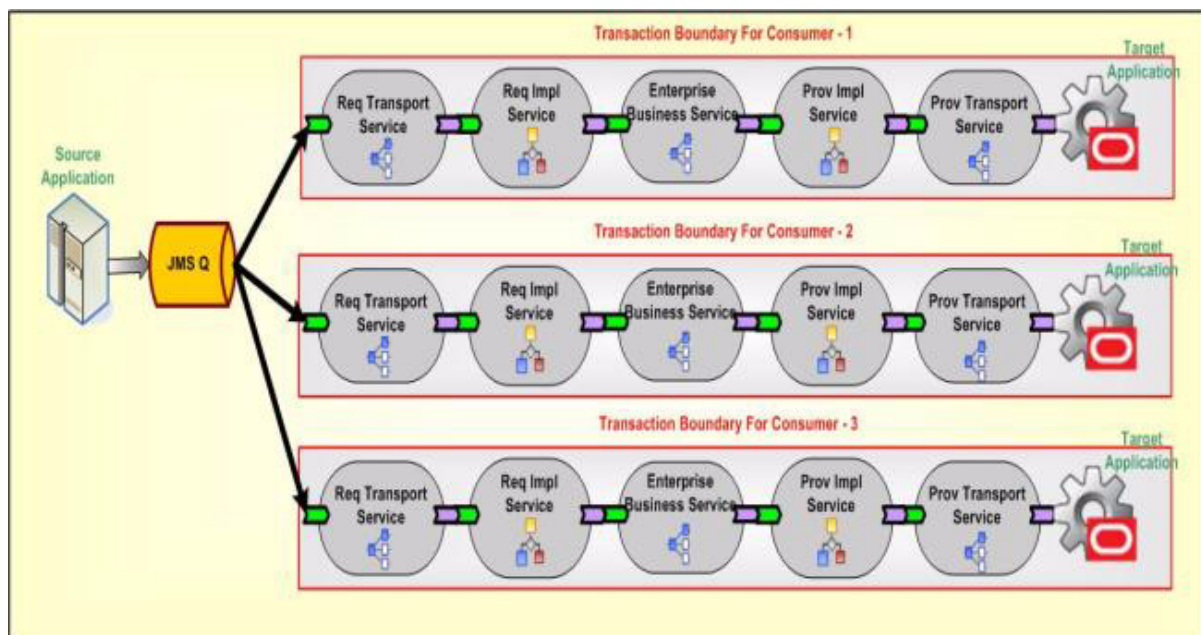 Transaction Boundary For Consumer - 1
Target
Application
Req Transport
Service
Req Impl
Service
Enterprise
Business Service
Prov Impl
Service
Prov Transport
Service
Source
Application
JMS Q
Transaction Boundary For Consumer - 2
Target
Application
Req Transport
Service
Req Impl
Service
Enterprise
Business Service
Prov Impl
Service
Prov Transport
Service
Transaction Boundary For Consumer - 3
Target
Application
Req Transport
Service
Req Impl
Service
Enterprise
Business Service
Prov Impl
Service
Prov Transport
Service